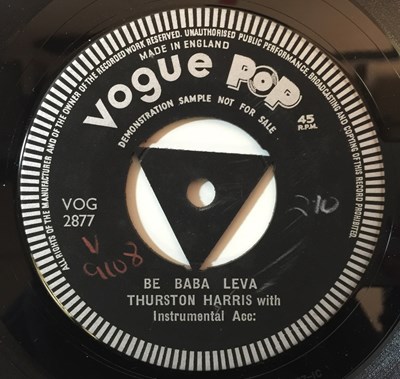 ALL RIGHTS OF THE MANUFACTURER AND OF THE OWNER OF THE RECORDED WORK RESERVED. UNAUTHORISED PUBLIC PERFORMANCE, BROADCASTING AND COPYING OF THIS RECORD PROHIBITED.
MADE IN ENGLAND
vogue POP
DEMONSTRATION SAMPLE NOT FOR SALE
45
R.P.M.
VOG
2877
V
9108
BE BABA LEVA
THURSTON HARRIS with
Instrumental Acc: